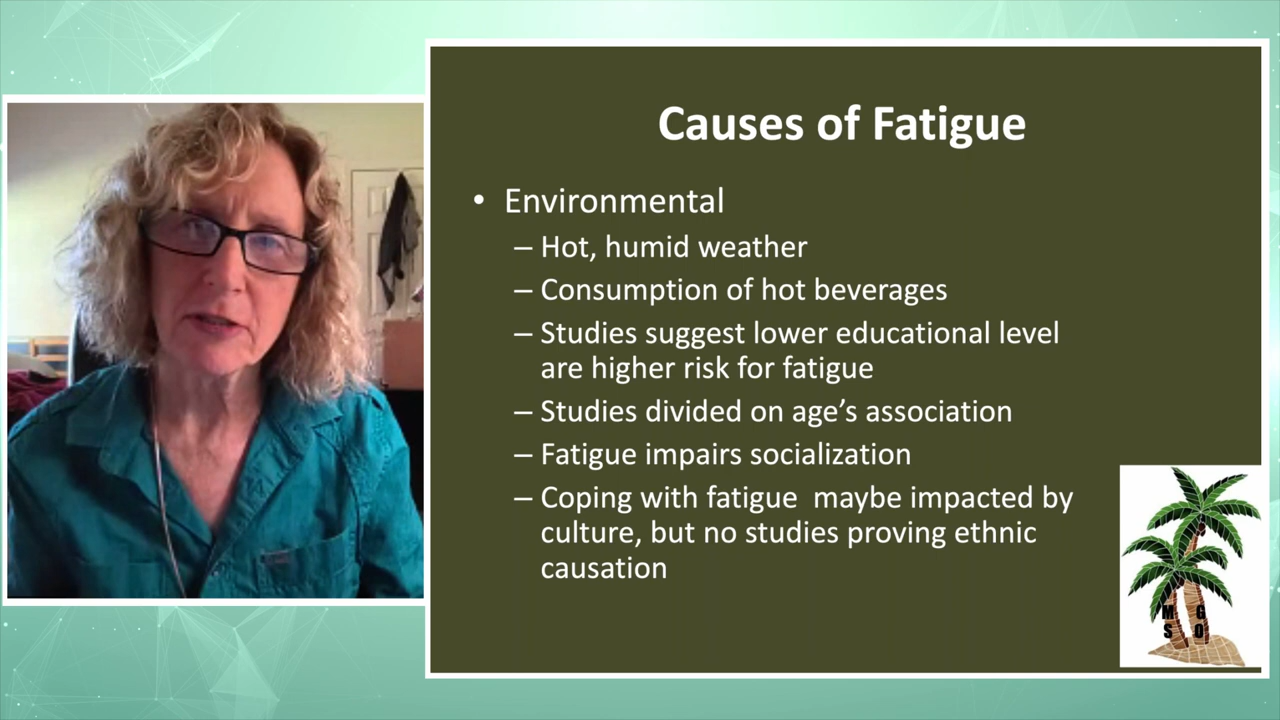 Causes of Fatigue
• Environmental
– Hot, humid weather
– Consumption of hot beverages
– Studies suggest lower educational level
are higher risk for fatigue
– Studies divided on age’s association
– Fatigue impairs socialization
– Coping with fatigue  maybe impacted by
culture, but no studies proving ethnic
causation
M G
S O